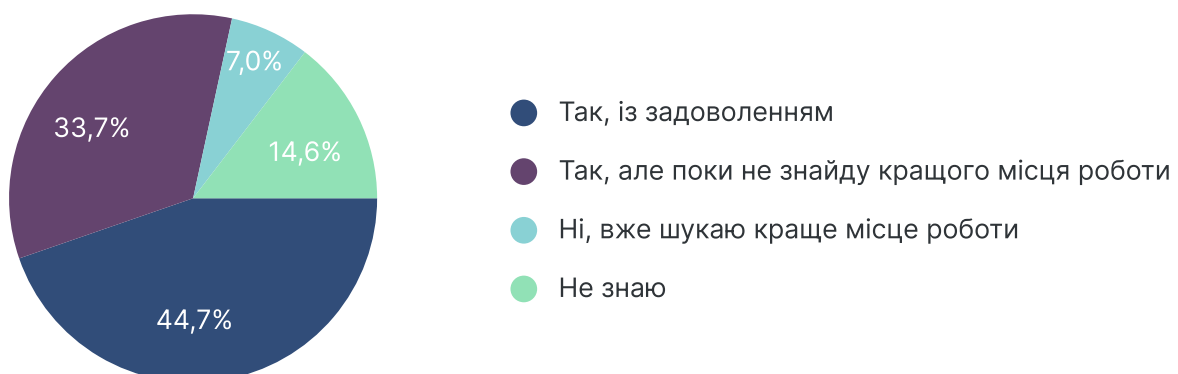 7,0%
33,7%
14,6%
44,7%
Так, із задоволенням
Так, але поки не знайду кращого місця роботи
Ні, вже шукаю краще місце роботи
Не знаю